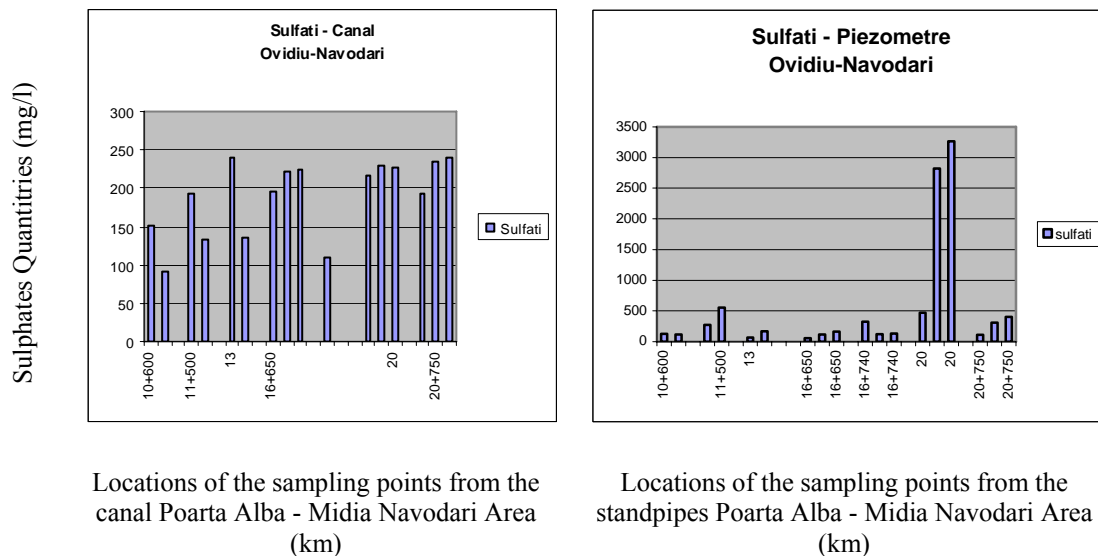 Sulphates Quantitries (mg/l)
Sulfati - Canal
Ovidiu-Navodari
300
250
200
150
100
50
0
10+600
11+500
13
16+650
20
20+750
Sulfati
Sulfati - Piezometre
Ovidiu-Navodari
3500
3000
2500
2000
1500
1000
500
0
10+600
11+500
13
16+650
16+650
16+740
16+740
20
20
20+750
20+750
sulfati
Locations of the sampling points from the
canal Poarta Alba - Midia Navodari Area
(km)
Locations of the sampling points from the
standpipes Poarta Alba - Midia Navodari Area
(km)